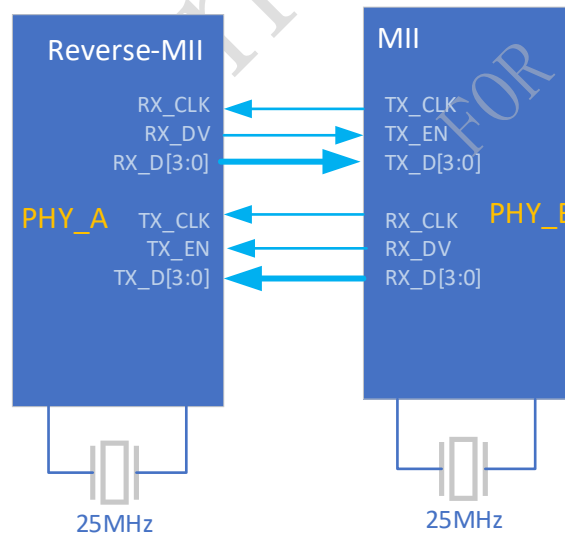 Reverse-MII
RX_CLK
RX_DV
RX_D[3:0]
PHY_A
TX_CLK
TX_EN
TX_D[3:0]
25MHz
MII
TX_CLK
TX_EN
TX_D[3:0]
RX_CLK
RX_DV
RX_D[3:0]
25MHz
FOR